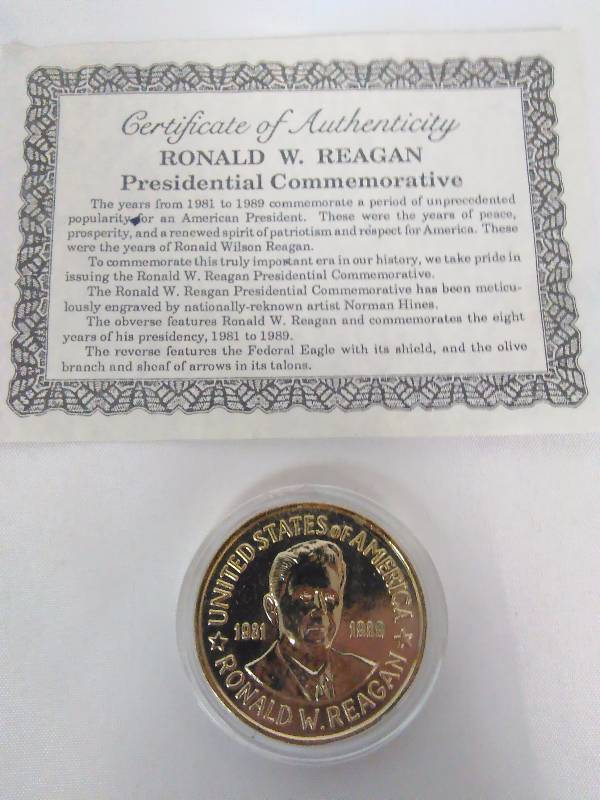 Certificate of Authenticity
RONALD W. REAGAN
Presidential Commemorative
The years from 1981 to 1989 commemorate a period of unprecedented
popularity for an American President. These were the years of peace,
prosperity, and a renewed spirit of patriotism and respect for America. These
were the years of Ronald Wilson Reagan.
To commemorate this truly important era in our history, we take pride in
issuing the Ronald W. Reagan Presidential Commemorative.
The Ronald W. Reagan Presidential Commemorative has been meticu-
lously engraved by nationally-reknown artist Norman Hines.
The obverse features Ronald W. Reagan and commemorates the eight
years of his presidency, 1981 to 1989.
The reverse features the Federal Eagle with its shield, and the olive
branch and sheaf of arrows in its talons.
UNITED STATES OF AMERICA
1981 1989
RONALD W. REAGAN